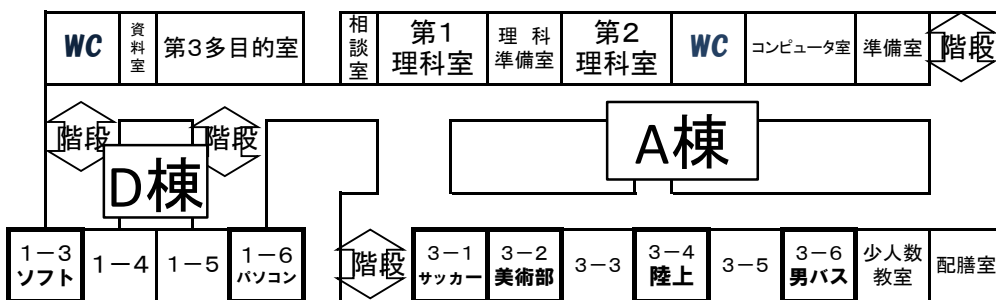 WC
資料室
第3多目的室
相談室
第1
理科室
理科
準備室
第2
理科室
WC
コンピュータ室
準備室
階段
階段
階段
D棟
A棟
1-3
ソフト
1-4
1-5
1-6
パソコン
階段
3-1
サッカー
3-2
美術部
3-3
3-4
陸上
3-5
3-6
男バス
少人数
教室
配膳室